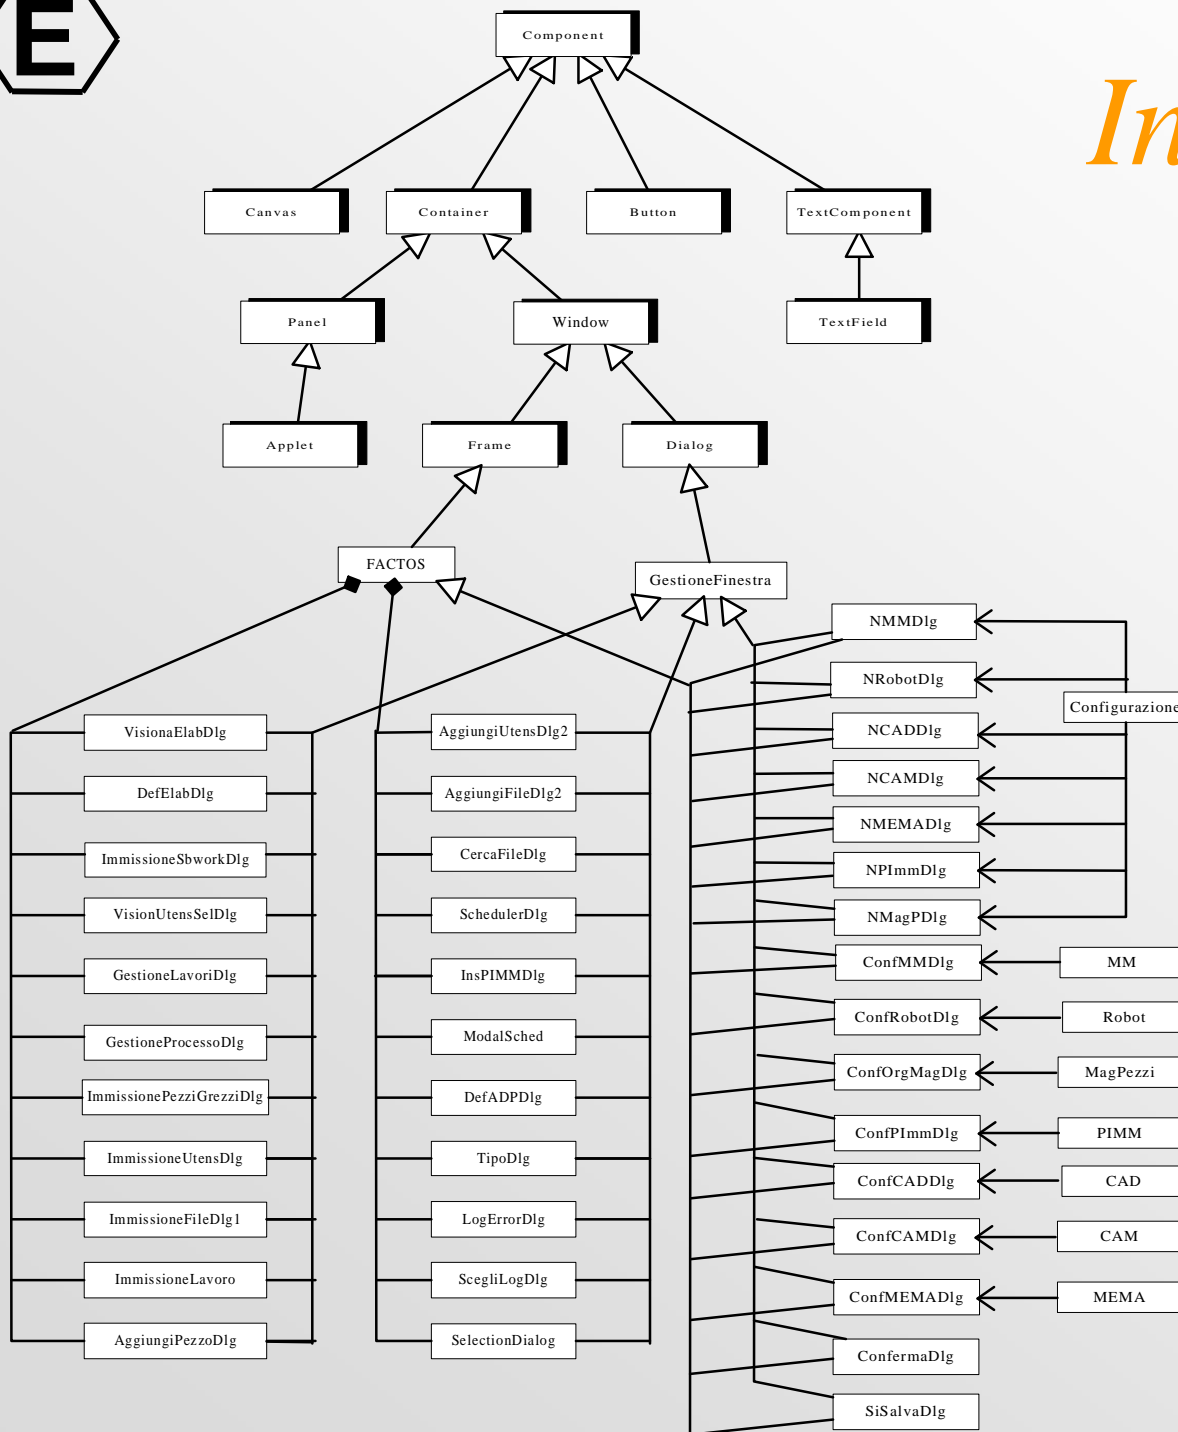 E
In
Component
Canvas
Container
Button
TextComponent
Panel
Window
TextField
Applet
Frame
Dialog
FACTOS
GestioneFinestra
VisionaElabDlg
DefElabDlg
ImmissioneSbworkDlg
VisionUtensSelDlg
GestioneLavoriDlg
GestioneProcessoDlg
ImmissionePezziGrezziDlg
ImmissioneUtensDlg
ImmissioneFileDlg1
ImmissioneLavoro
AggiungiPezzoDlg
AggiungiUtensDlg2
AggiungiFileDlg2
CercaFileDlg
SchedulerDlg
InsPIMMDlg
ModalSched
DefADPDlg
TipoDlg
LogErrorDlg
ScegliLogDlg
SelectionDialog
NMMDlg
NRobotDlg
NCADDlg
NCAMDlg
NMEMADlg
NPImmDlg
NMagPDlg
ConfMMDlg
ConfRobotDlg
ConfOrgMagDlg
ConfPImmDlg
ConfCADDlg
ConfCAMDlg
ConfMEMADlg
ConfermaDlg
SiSalvaDlg
Configurazione
MM
Robot
MagPezzi
PIMM
CAD
CAM
MEMA